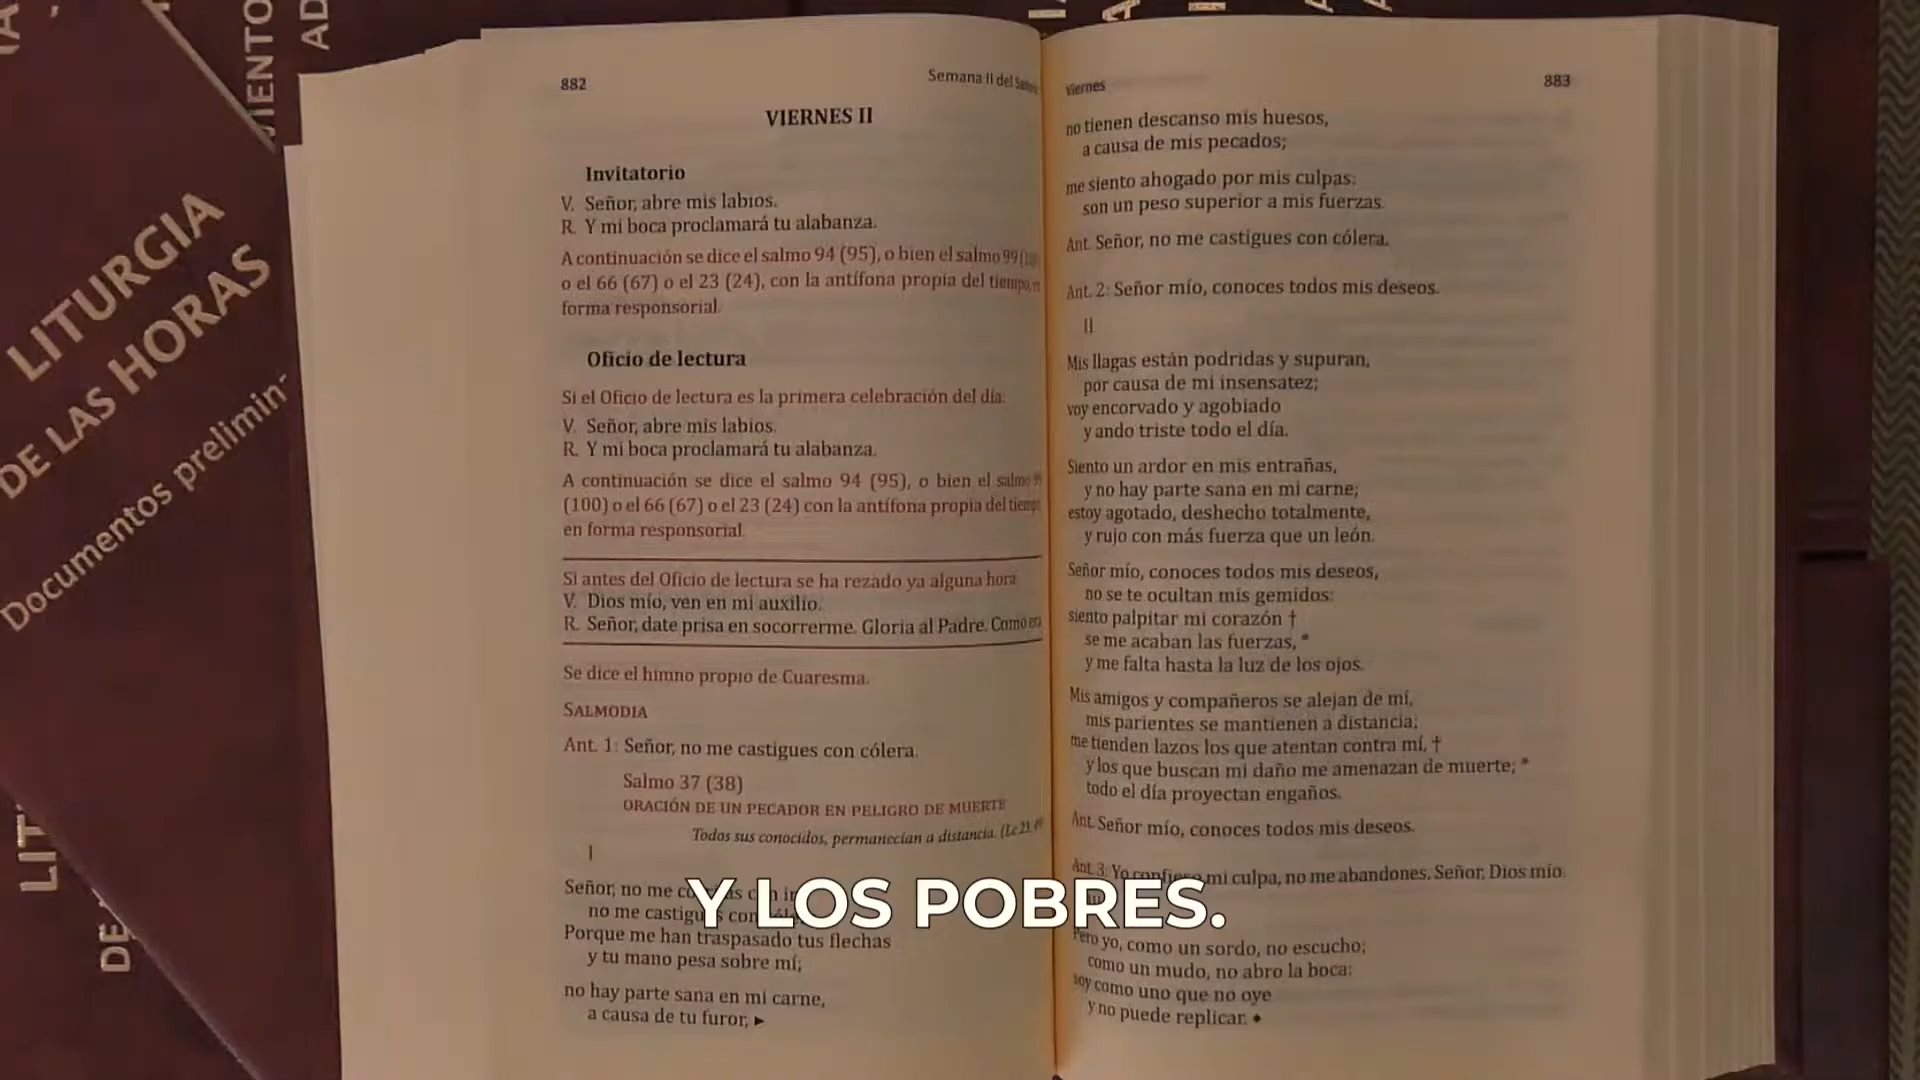 LITURGIA
DE LAS HORAS
Documentos prelimin-
882
Semana II del
VIERNES II
Invitatorio
V. Señor, abre mis labios.
R. Y mi boca proclamará tu alabanza.
A continuación se dice el salmo 94 (95), o bien el salmo 99
o el 66 (67) o el 23 (24), con la antífona propia del tiempo,
forma responsorial.
Oficio de lectura
Si el Oficio de lectura es la primera celebración del día:
V. Señor, abre mis labios.
R. Y mi boca proclamará tu alabanza.
A continuación se dice el salmo 94 (95), o bien el salmo
(100) o el 66 (67) o el 23 (24) con la antífona propia del tiempo
en forma responsorial.
Si antes del Oficio de lectura se ha rezado ya alguna hora
V. Dios mío, ven en mi auxilio.
R. Señor, date prisa en socorrerme. Gloria al Padre. Como
Se dice el himno propio de Cuaresma.
SALMODIA
Ant. 1: Señor, no me castigues con cólera.
Salmo 37 (38)
ORACIÓN DE UN PECADOR EN PELIGRO DE MUERTE
Todos sus conocidos, permanecían a distancia. (Lc 23,
I
Señor, no me
no me castigues con
Porque me han traspasado tus flechas
y tu mano pesa sobre mí;
no hay parte sana en mi carne,
a causa de tu furor, ►
Viernes
883
no tienen descanso mis huesos,
a causa de mis pecados;
me siento ahogado por mis culpas:
son un peso superior a mis fuerzas.
Ant. Señor, no me castigues con cólera.
Ant. 2: Señor mío, conoces todos mis deseos.
II
Mis llagas están podridas y supuran,
por causa de mi insensatez;
voy encorvado y agobiado
y ando triste todo el día.
Siento un ardor en mis entrañas,
y no hay parte sana en mi carne;
estoy agotado, deshecho totalmente,
y rujo con más fuerza que un león.
Señor mío, conoces todos mis deseos,
no se te ocultan mis gemidos:
siento palpitar mi corazón †
se me acaban las fuerzas, *
y me falta hasta la luz de los ojos.
Mis amigos y compañeros se alejan de mí,
mis parientes se mantienen a distancia;
me tienden lazos los que atentan contra mí, †
y los que buscan mi daño me amenazan de muerte; *
todo el día proyectan engaños.
Ant. Señor mío, conoces todos mis deseos.
Ant. 3: Yo confieso mi culpa, no me abandones, Señor, Dios mío.
Pero yo, como un sordo, no escucho;
como un mudo, no abro la boca:
soy como uno que no oye
y no puede replicar. ♦
Y LOS POBRES.